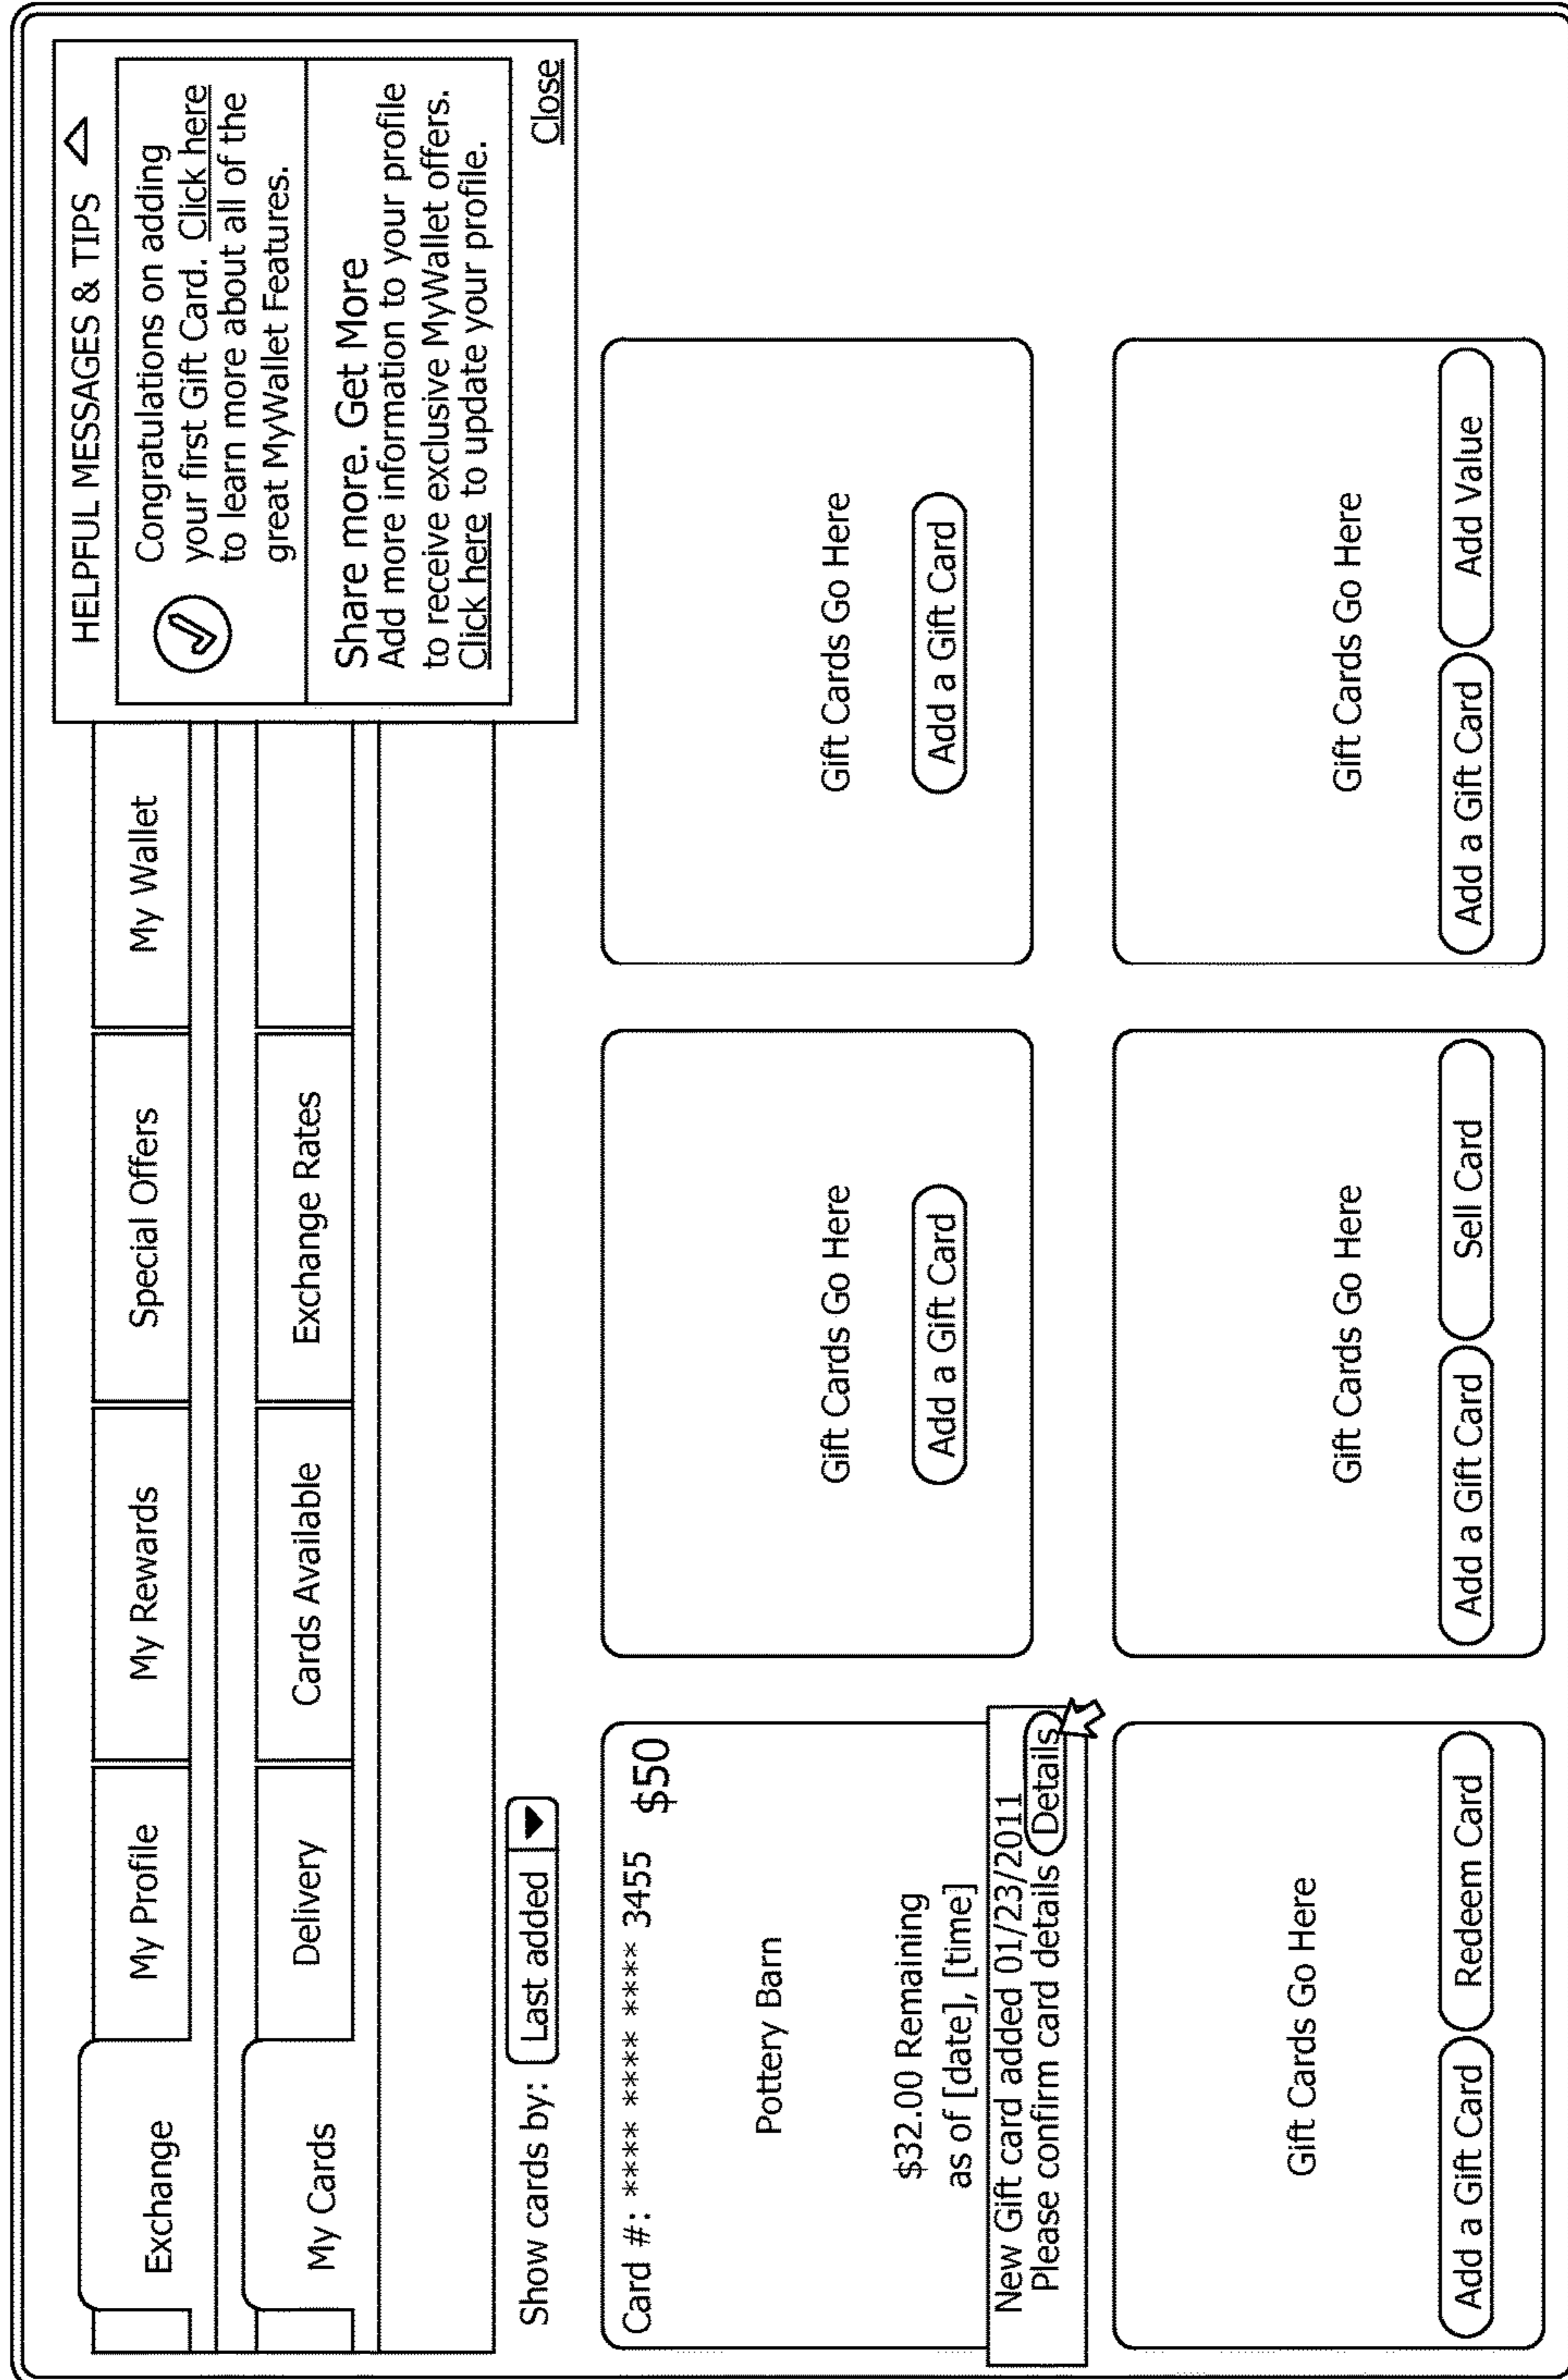 HELPFUL MESSAGES & TIPS
Congratulations on adding
your first Gift Card. Click here
to learn more about all of the
great MyWallet Features.
Share more. Get More
Add more information to your profile
to receive exclusive MyWallet offers.
Click here to update your profile.
Close
Exchange
My Profile
My Rewards
Special Offers
My Wallet
My Cards
Delivery
Cards Available
Exchange Rates
Show cards by: Last added
Card #: **** **** **** 3455 $50
Pottery Barn
$32.00 Remaining
as of [date], [time]
New Gift card added 01/23/2011
Please confirm card details Details
Gift Cards Go Here
Add a Gift Card
Gift Cards Go Here
Add a Gift Card
Gift Cards Go Here
Add a Gift Card Redeem Card
Gift Cards Go Here
Add a Gift Card Sell Card
Gift Cards Go Here
Add a Gift Card Add Value